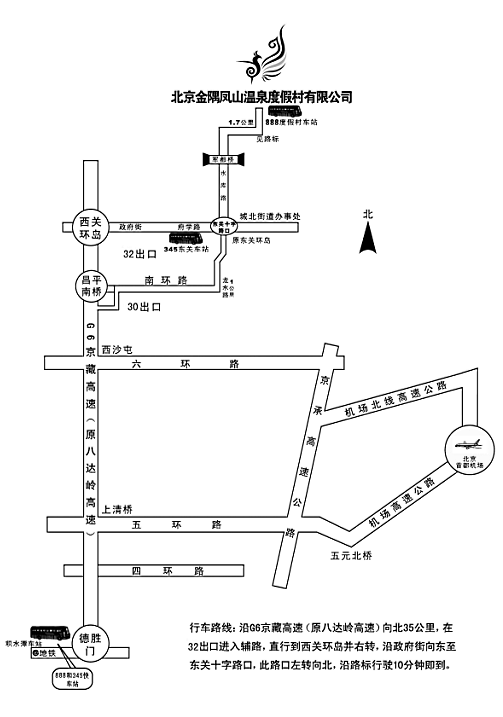 北京金隅凤山温泉度假村有限公司
1.7公里
888度假村车站
见路标
军都桥
水库路
城北街道办事处
西关环岛
政府街
府学路
东关十字路口
345东关车站
原东关环岛
北
32出口
昌平南桥
南环路
龙水路
30出口
G6京藏高速（原八达岭高速）
西沙屯
六环路
京承高速公路
机场北线高速公路
北京首都机场
机场高速公路
上清桥
五环路
五元北桥
四环路
德胜门
积水潭车站
地铁
888和345快车站
行车路线：沿G6京藏高速（原八达岭高速）向北35公里，在
32出口进入辅路，直行到西关环岛并右转，沿政府街向东至
东关十字路口，此路口左转向北，沿路标行驶10分钟即到。